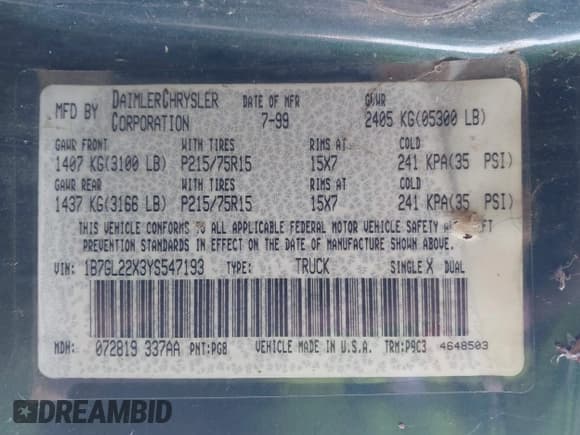 MFD BY DAIMLERCHRYSLER CORPORATION DATE OF MFR 7-99 GVWR 2405 KG(05300 LB)
GAWR FRONT WITH TIRES RIMS AT COLD
1407 KG(3100 LB) P215/75R15 15X7 241 KPA(35 PSI)
GAWR REAR WITH TIRES RIMS AT COLD
1437 KG(3166 LB) P215/75R15 15X7 241 KPA(35 PSI)
THIS VEHICLE CONFORMS TO ALL APPLICABLE FEDERAL MOTOR VEHICLE SAFETY AND THEFT
PREVENTION STANDARDS IN EFFECT ON THE DATE OF MANUFACTURE SHOWN ABOVE.
VIN: 1B7GL22X3YS547193 TYPE: TRUCK SINGLE X DUAL
MDH: 072819 337AA PNT:PGB VEHICLE MADE IN U.S.A. TRM:P9C3 4648503
DREAMBID